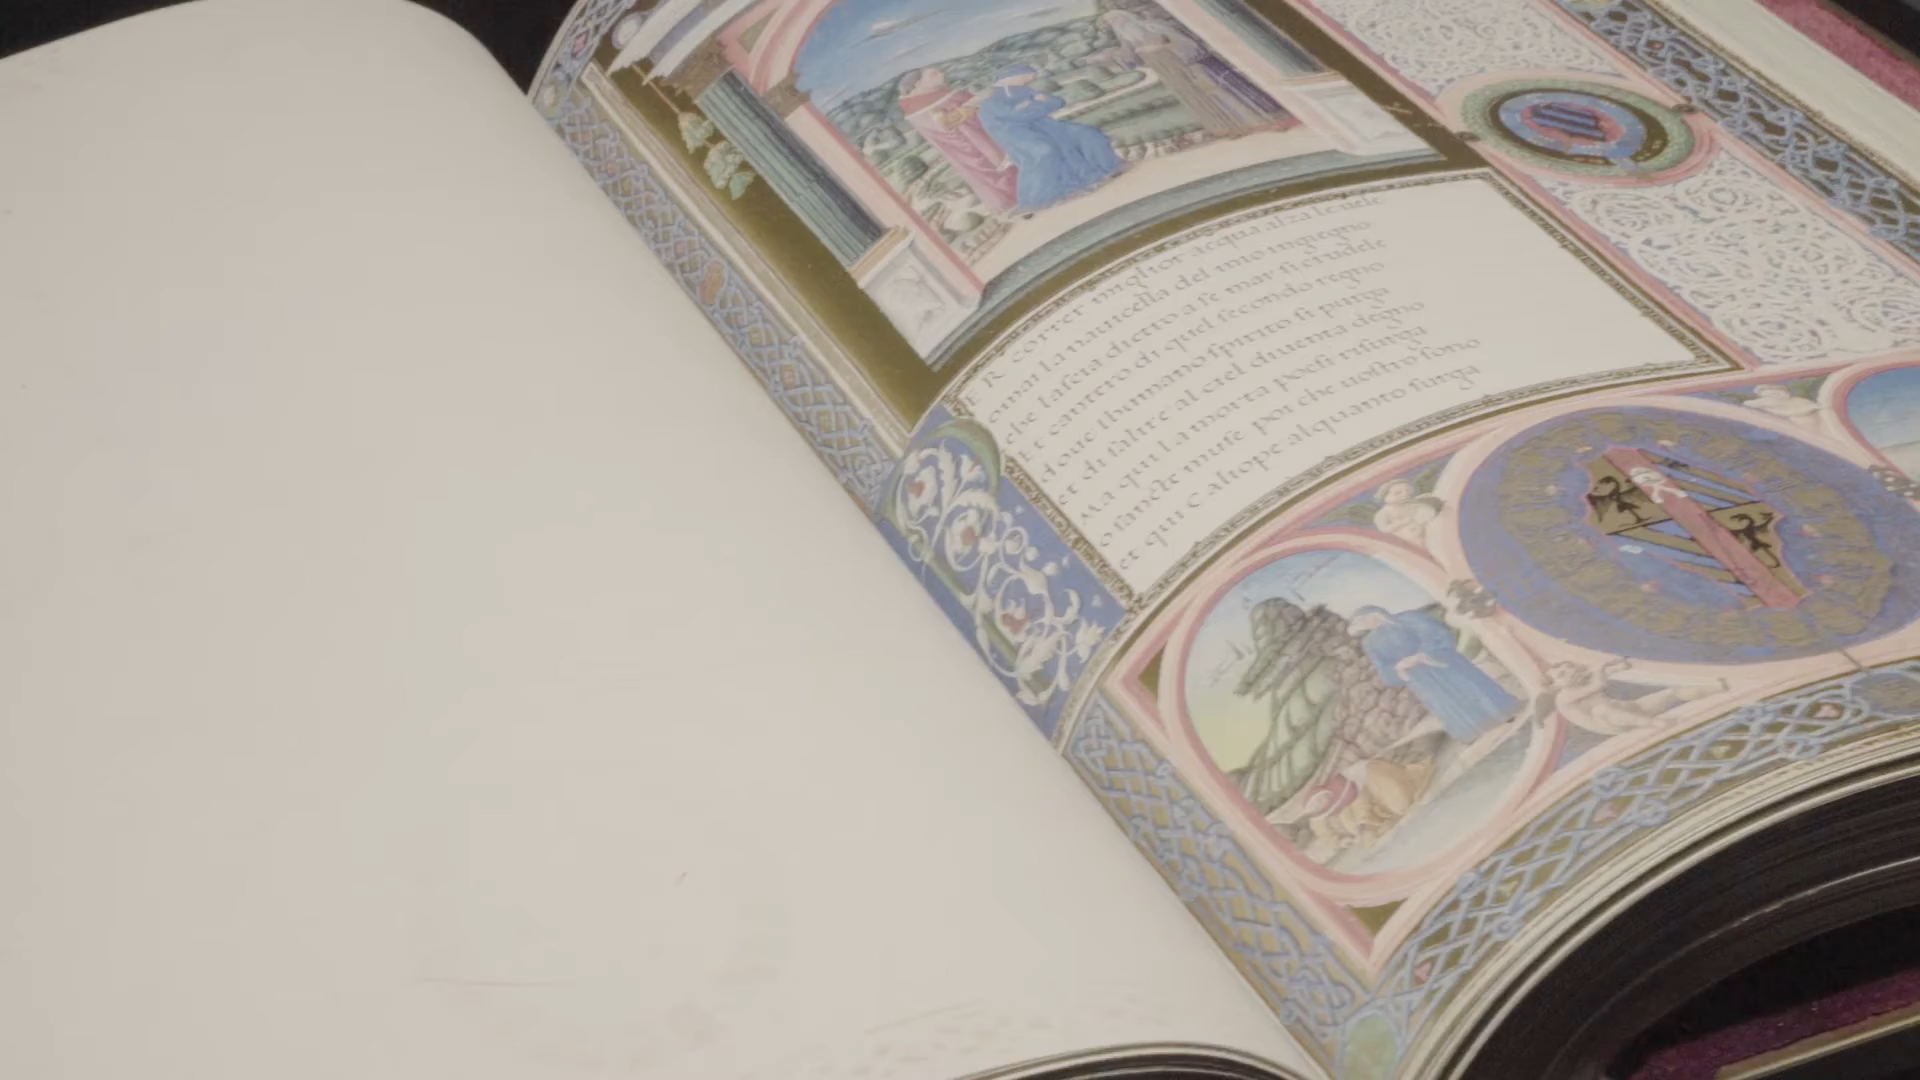 correr miglior acqua alza le uele
omai la nauicella del mio ingegno
che lascia dietro a se mar si crudele
Et cantero di quel secondo regno
doue lhumano spirito si purga
et di salire al ciel diuenta degno
Ma qui la morta poesi risurga
o sancte muse poi che uostro sono
et qui Caliope alquanto surga